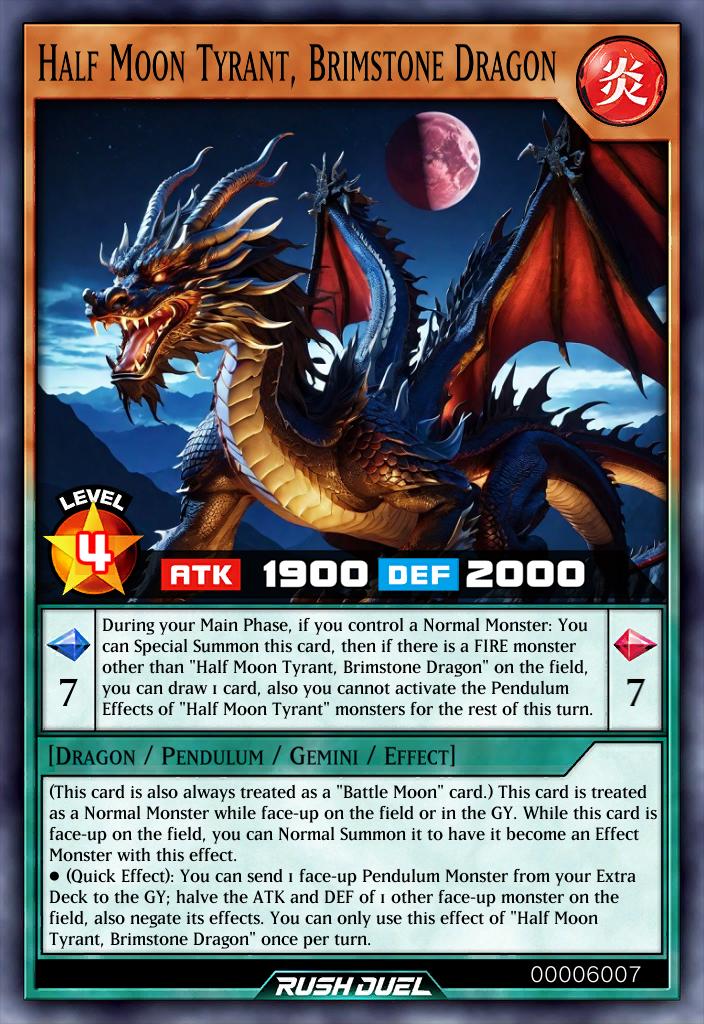 Half Moon Tyrant, Brimstone Dragon
炎
LEVEL
4
ATK 1900 DEF 2000
During your Main Phase, if you control a Normal Monster: You
can Special Summon this card, then if there is a FIRE monster
other than "Half Moon Tyrant, Brimstone Dragon" on the field,
you can draw 1 card, also you cannot activate the Pendulum
Effects of "Half Moon Tyrant" monsters for the rest of this turn.
7
7
[Dragon / Pendulum / Gemini / Effect]
(This card is also always treated as a "Battle Moon" card.) This card is treated
as a Normal Monster while face-up on the field or in the GY. While this card is
face-up on the field, you can Normal Summon it to have it become an Effect
Monster with this effect.
● (Quick Effect): You can send 1 face-up Pendulum Monster from your Extra
Deck to the GY; halve the ATK and DEF of 1 other face-up monster on the
field, also negate its effects. You can only use this effect of "Half Moon
Tyrant, Brimstone Dragon" once per turn.
RUSH DUEL
00006007